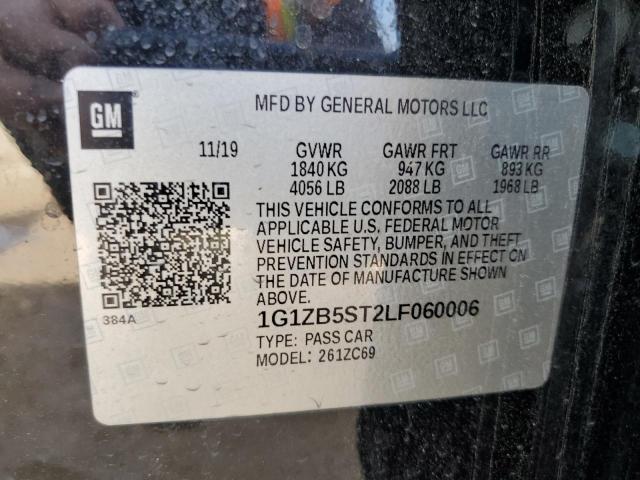 GM ®
MFD BY GENERAL MOTORS LLC
11/19 GVWR GAWR FRT GAWR RR
1840 KG 947 KG 893 KG
4056 LB 2088 LB 1968 LB
THIS VEHICLE CONFORMS TO ALL
APPLICABLE U.S. FEDERAL MOTOR
VEHICLE SAFETY, BUMPER, AND THEFT
PREVENTION STANDARDS IN EFFECT ON
THE DATE OF MANUFACTURE SHOWN
ABOVE.
384A
1G1ZB5ST2LF060006
TYPE: PASS CAR
MODEL: 261ZC69